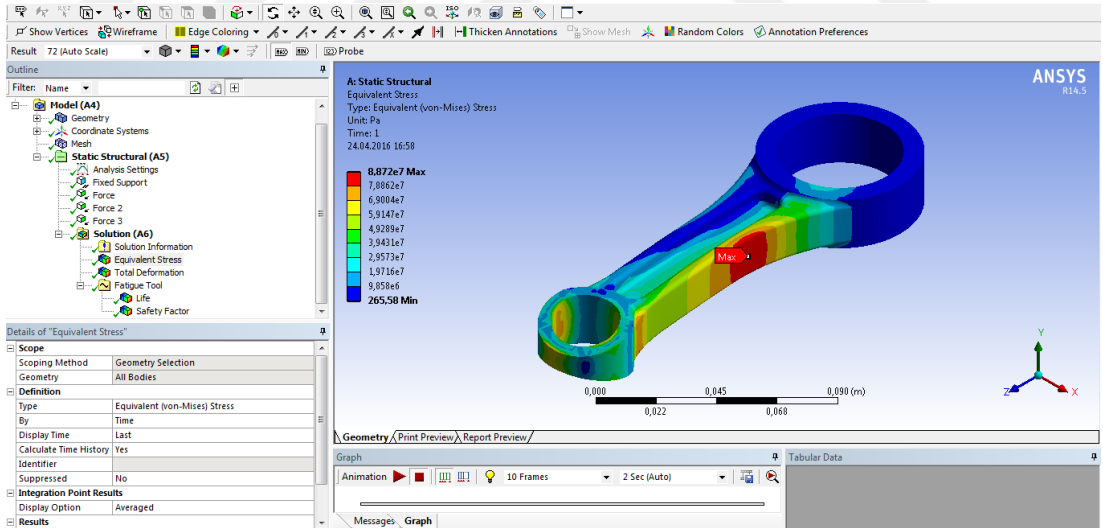 ISO
Show Vertices Wireframe Edge Coloring Thicken Annotations Show Mesh Random Colors Annotation Preferences
Result 72 (Auto Scale) MAX MIN Probe
Outline
Filter: Name
Model (A4)
Geometry
Coordinate Systems
Mesh
Static Structural (A5)
Analysis Settings
Fixed Support
Force
Force 2
Force 3
Solution (A6)
Solution Information
Equivalent Stress
Total Deformation
Fatigue Tool
Life
Safety Factor
Details of "Equivalent Stress"
Scope
Scoping Method Geometry Selection
Geometry All Bodies
Definition
Type Equivalent (von-Mises) Stress
By Time
Display Time Last
Calculate Time History Yes
Identifier
Suppressed No
Integration Point Results
Display Option Averaged
Results
A: Static Structural
Equivalent Stress
Type: Equivalent (von-Mises) Stress
Unit: Pa
Time: 1
24.04.2016 16:58
8,872e7 Max
7,8862e7
6,9004e7
5,9147e7
4,9289e7
3,9431e7
2,9573e7
1,9716e7
9,858e6
265,58 Min
ANSYS
R14.5
Max
Y
Z X
0,000 0,045 0,090 (m)
0,022 0,068
Geometry Print Preview Report Preview
Graph
Animation 10 Frames 2 Sec (Auto)
Messages Graph
Tabular Data